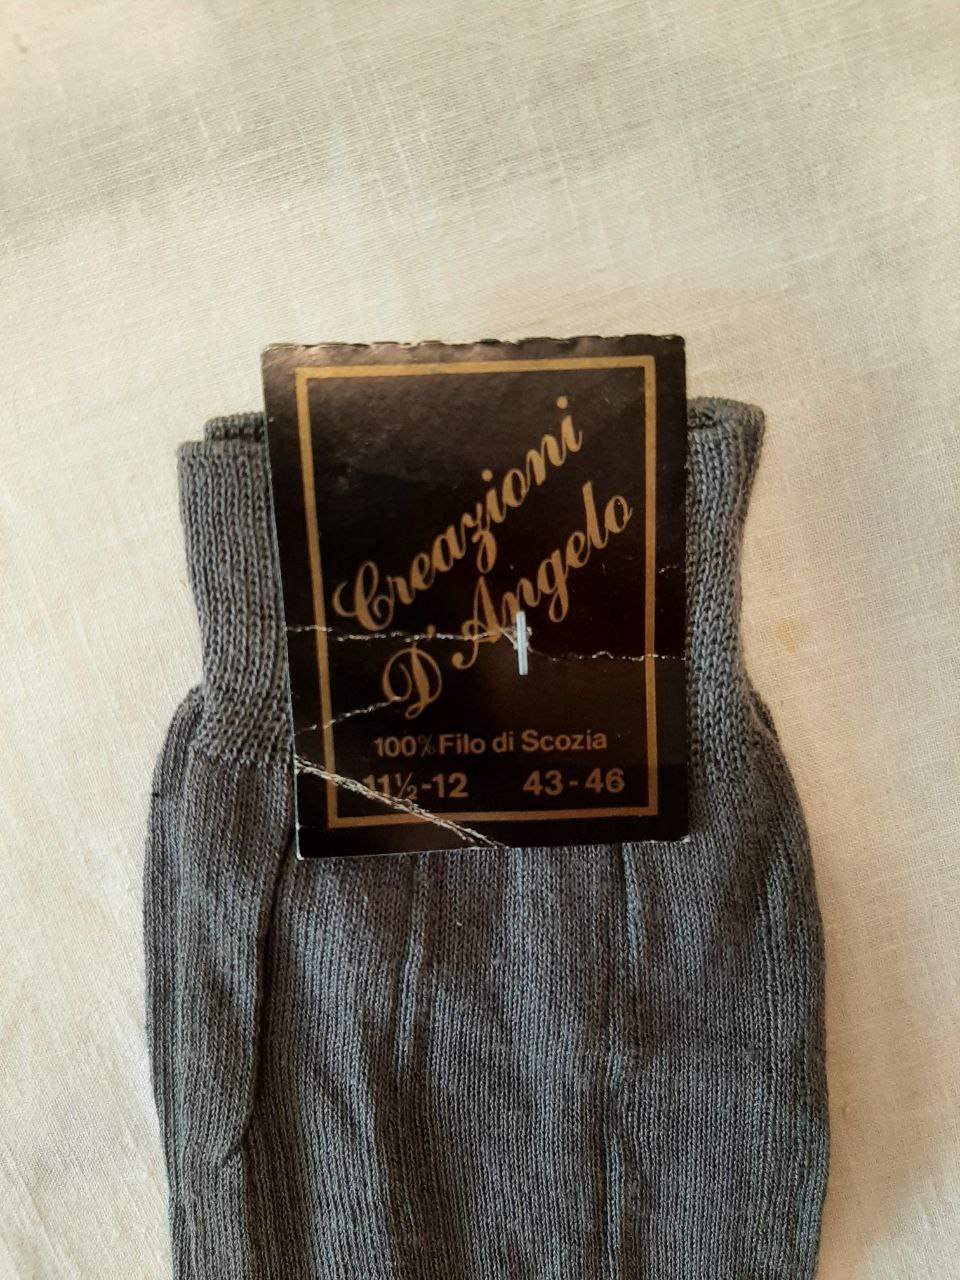 Creazioni
D'Angelo
100% Filo di Scozia
11½-12 43-46